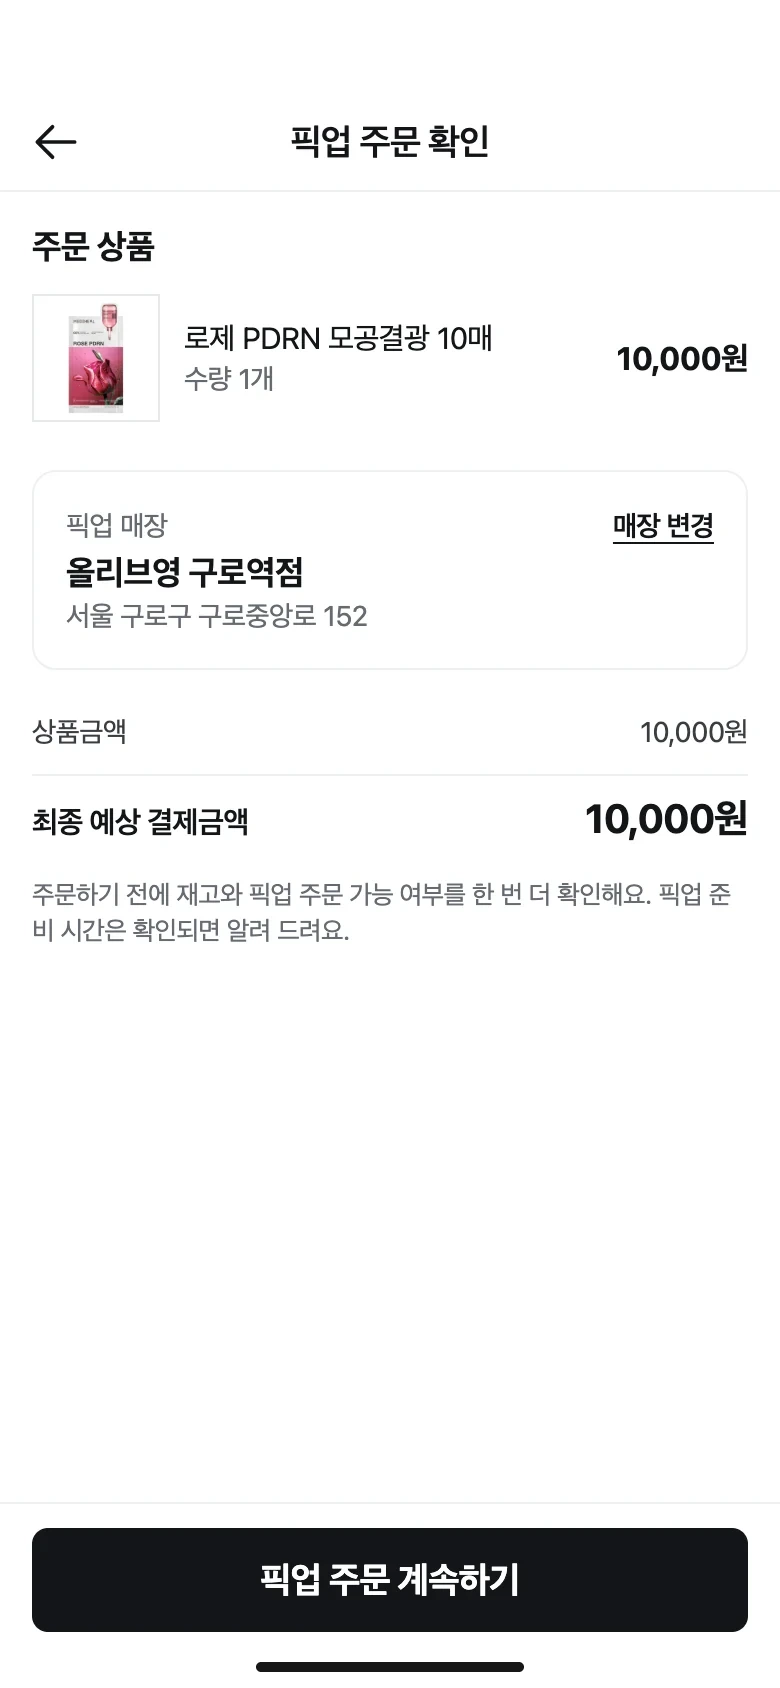 픽업 주문 확인
주문 상품
ROSE PDRN
로제 PDRN 모공결광 10매
수량 1개
10,000원
픽업 매장
매장 변경
올리브영 구로역점
서울 구로구 구로중앙로 152
상품금액
10,000원
최종 예상 결제금액
10,000원
주문하기 전에 재고와 픽업 주문 가능 여부를 한 번 더 확인해요. 픽업 준
비 시간은 확인되면 알려 드려요.
픽업 주문 계속하기